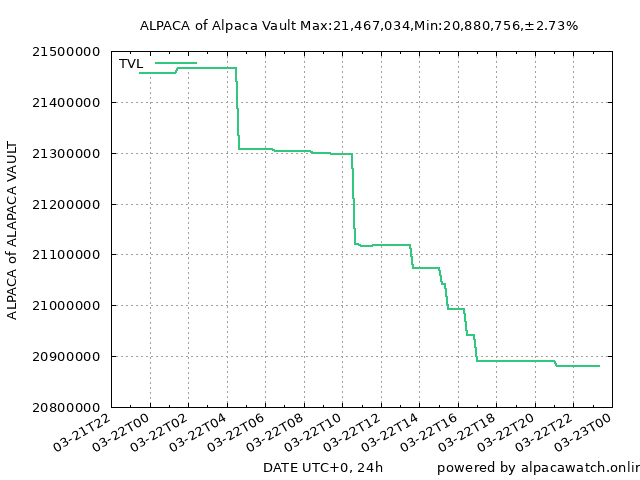 ALPACA of Alpaca Vault Max:21,467,034,Min:20,880,756,±2.73%
TVL
21500000
21400000
21300000
21200000
21100000
21000000
20900000
20800000
ALPACA of ALAPACA VAULT
03-21T22
03-22T00
03-22T02
03-22T04
03-22T06
03-22T08
03-22T10
03-22T12
03-22T14
03-22T16
03-22T18
03-22T20
03-22T22
03-23T00
DATE UTC+0, 24h
powered by alpacawatch.onlin